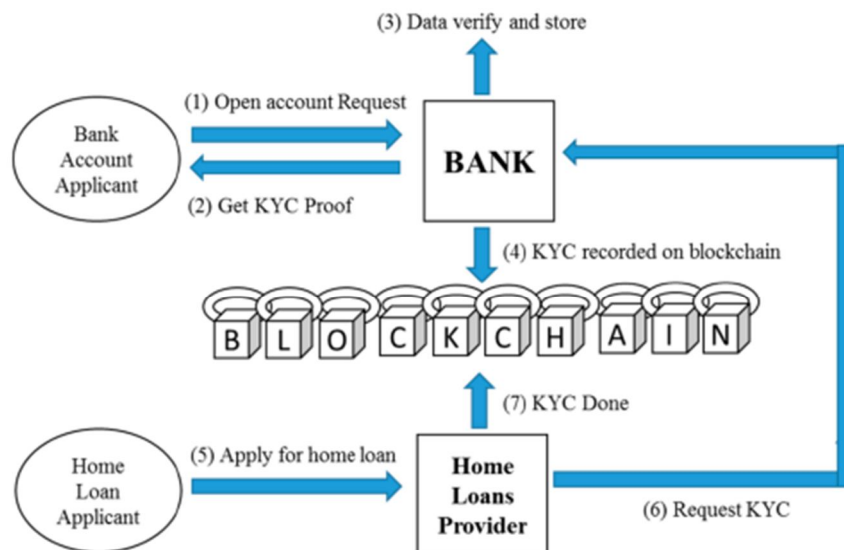 (3) Data verify and store
(1) Open account Request
Bank
Account
Applicant
BANK
(2) Get KYC Proof
(4) KYC recorded on blockchain
B L O C K C H A I N
(7) KYC Done
(5) Apply for home loan
Home
Loan
Applicant
Home
Loans
Provider
(6) Request KYC